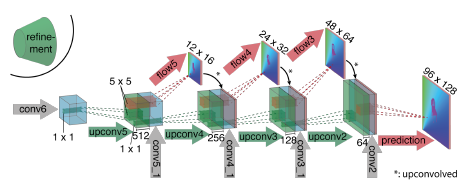 refine-
ment
conv6
1 x 1
5 x 5
flow5
12 x 16
flow4
24 x 32
flow3
48 x 64
96 x 128
*
*
*
upconv5
512
1 x 1
conv5_1
upconv4
256
conv4_1
upconv3
128
conv3_1
upconv2
64
conv2
prediction
*: upconvolved